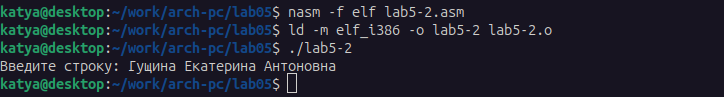 katya@desktop:~/work/arch-pc/lab05$ nasm -f elf lab5-2.asm
katya@desktop:~/work/arch-pc/lab05$ ld -m elf_i386 -o lab5-2 lab5-2.o
katya@desktop:~/work/arch-pc/lab05$ ./lab5-2
Введите строку: Гущина Екатерина Антоновна
katya@desktop:~/work/arch-pc/lab05$